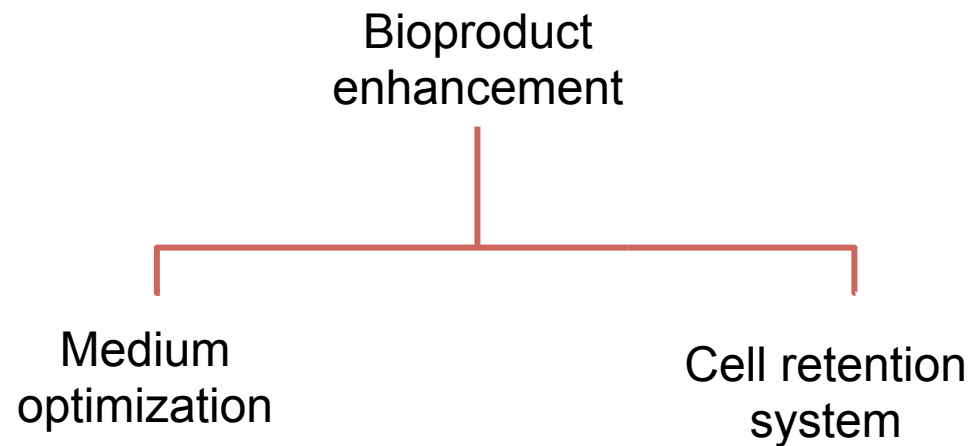 Bioproduct
enhancement
Medium
optimization
Cell retention
system